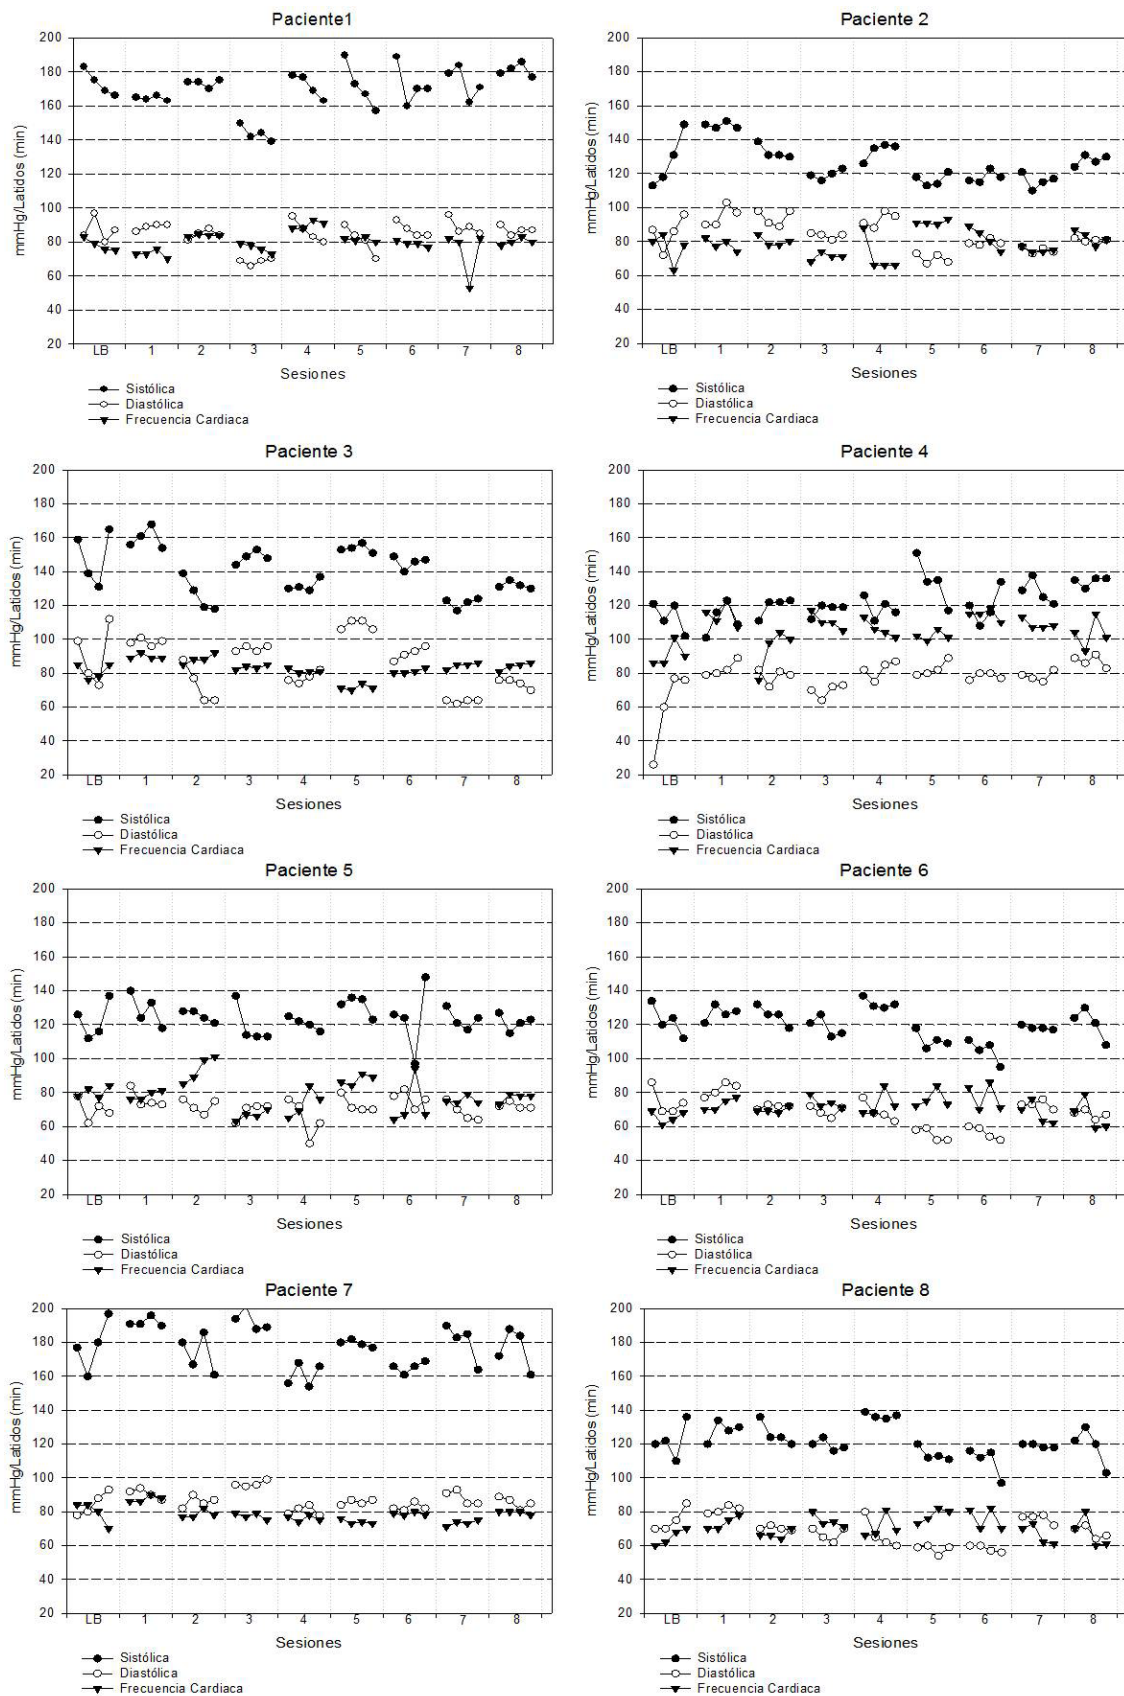 Paciente1
200
180
160
140
120
100
80
60
40
20
mmHg/Latidos (min)
LB 1 2 3 4 5 6 7 8
Sesiones
Sistólica
Diastólica
Frecuencia Cardiaca
Paciente 2
200
180
160
140
120
100
80
60
40
20
mmHg/Latidos (min)
LB 1 2 3 4 5 6 7 8
Sesiones
Sistólica
Diastólica
Frecuencia Cardiaca
Paciente 3
200
180
160
140
120
100
80
60
40
20
mmHg/Latidos (min)
LB 1 2 3 4 5 6 7 8
Sesiones
Sistólica
Diastólica
Frecuencia Cardiaca
Paciente 4
200
180
160
140
120
100
80
60
40
20
mmHg/Latidos (min)
LB 1 2 3 4 5 6 7 8
Sesiones
Sistólica
Diastólica
Frecuencia Cardiaca
Paciente 5
200
180
160
140
120
100
80
60
40
20
mmHg/Latidos (min)
LB 1 2 3 4 5 6 7 8
Sesiones
Sistólica
Diastólica
Frecuencia Cardiaca
Paciente 6
200
180
160
140
120
100
80
60
40
20
mmHg/Latidos (min)
LB 1 2 3 4 5 6 7 8
Sesiones
Sistólica
Diastólica
Frecuencia Cardiaca
Paciente 7
200
180
160
140
120
100
80
60
40
20
mmHg/Latidos (min)
LB 1 2 3 4 5 6 7 8
Sesiones
Sistólica
Diastólica
Frecuencia Cardiaca
Paciente 8
200
180
160
140
120
100
80
60
40
20
mmHg/Latidos (min)
LB 1 2 3 4 5 6 7 8
Sesiones
Sistólica
Diastólica
Frecuencia Cardiaca